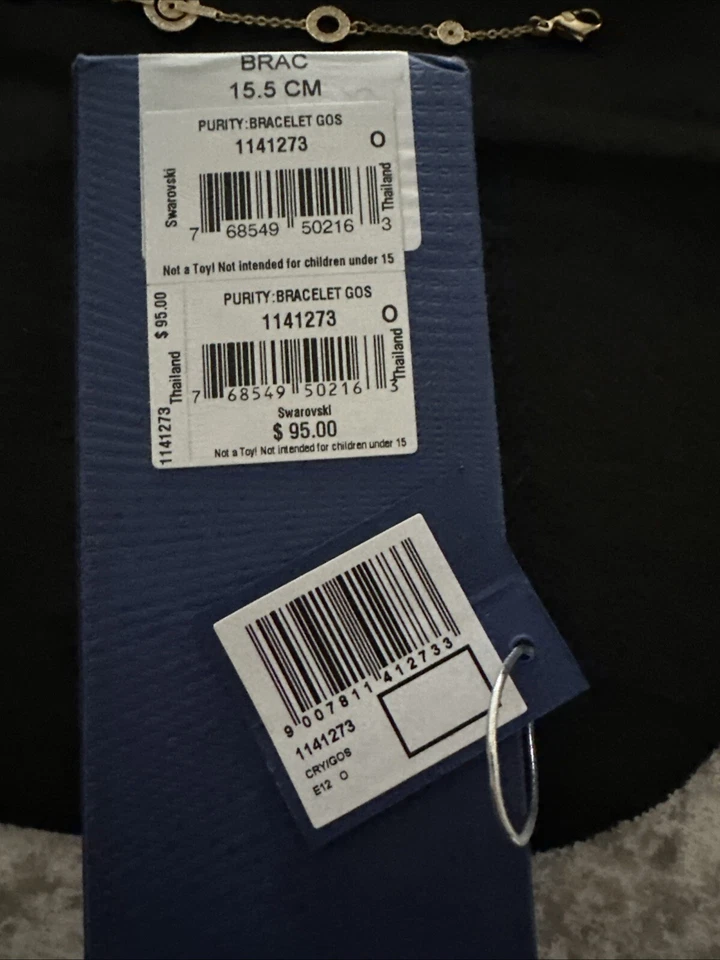 BRAC
15.5 CM
PURITY:BRACELET GOS
1141273
O
Swarovski
Thailand
7 68549 50216 3
Not a Toy! Not intended for children under 15
$ 95.00
Thailand
1141273
PURITY:BRACELET GOS
1141273
O
Thailand
7 68549 50216 3
Swarovski
$ 95.00
Not a Toy! Not intended for children under 15
9 007811 412733
1141273
CRY/GOS
E12 O